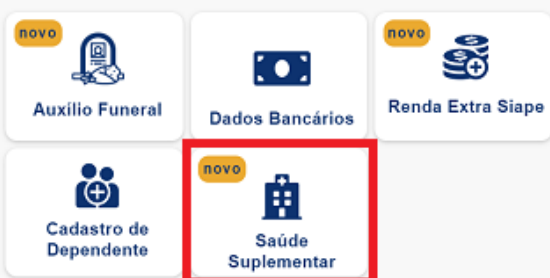 novo
Auxílio Funeral
Dados Bancários
novo
Renda Extra Siape
Cadastro de
Dependente
novo
Saúde
Suplementar